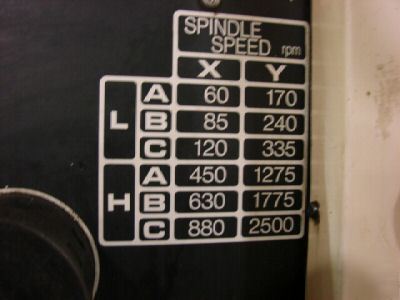 SPINDLE
SPEED rpm
X Y
L A 60 170
B 85 240
C 120 335
H A 450 1275
B 630 1775
C 880 2500